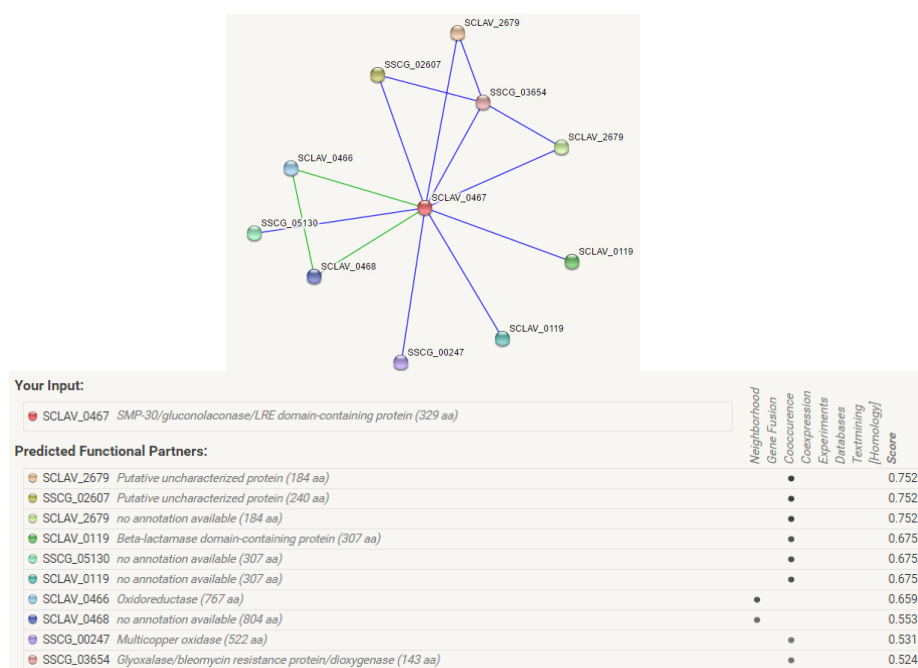 SCLAV_2679
SSCG_02607
SSCG_03654
SCLAV_2679
SCLAV_0466
SCLAV_0467
SSCG_05130
SCLAV_0119
SCLAV_0468
SCLAV_0119
SSCG_00247
Your Input:
Neighborhood
Gene Fusion
Cooccurence
Coexpression
Experiments
Databases
Textmining
[Homology]
Score
SCLAV_0467 SMP-30/gluconolaconase/LRE domain-containing protein (329 aa)
Predicted Functional Partners:
SCLAV_2679 Putative uncharacterized protein (184 aa) 0.752
SSCG_02607 Putative uncharacterized protein (240 aa) 0.752
SCLAV_2679 no annotation available (184 aa) 0.752
SCLAV_0119 Beta-lactamase domain-containing protein (307 aa) 0.675
SSCG_05130 no annotation available (307 aa) 0.675
SCLAV_0119 no annotation available (307 aa) 0.675
SCLAV_0466 Oxidoreductase (767 aa) 0.659
SCLAV_0468 no annotation available (804 aa) 0.553
SSCG_00247 Multicopper oxidase (522 aa) 0.531
SSCG_03654 Glyoxalase/bleomycin resistance protein/dioxygenase (143 aa) 0.524